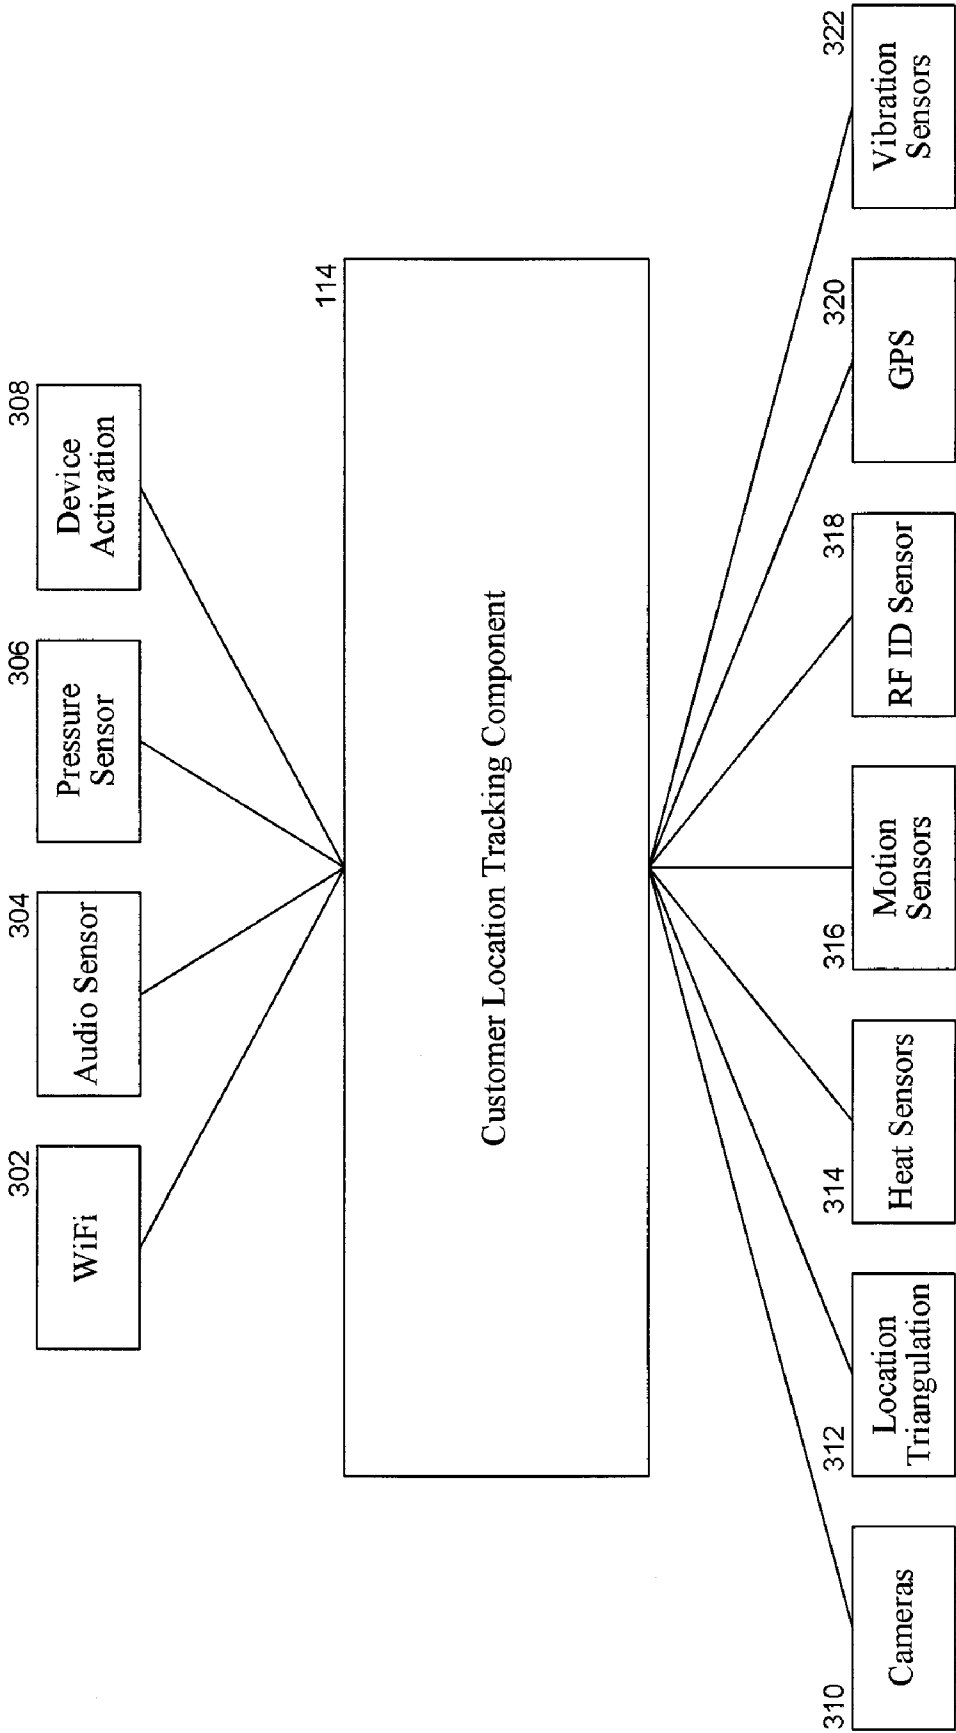 302
WiFi
304
Audio Sensor
306
Pressure
Sensor
308
Device
Activation
114
Customer Location Tracking Component
310
Cameras
312
Location
Triangulation
314
Heat Sensors
316
Motion
Sensors
318
RF ID Sensor
320
GPS
322
Vibration
Sensors